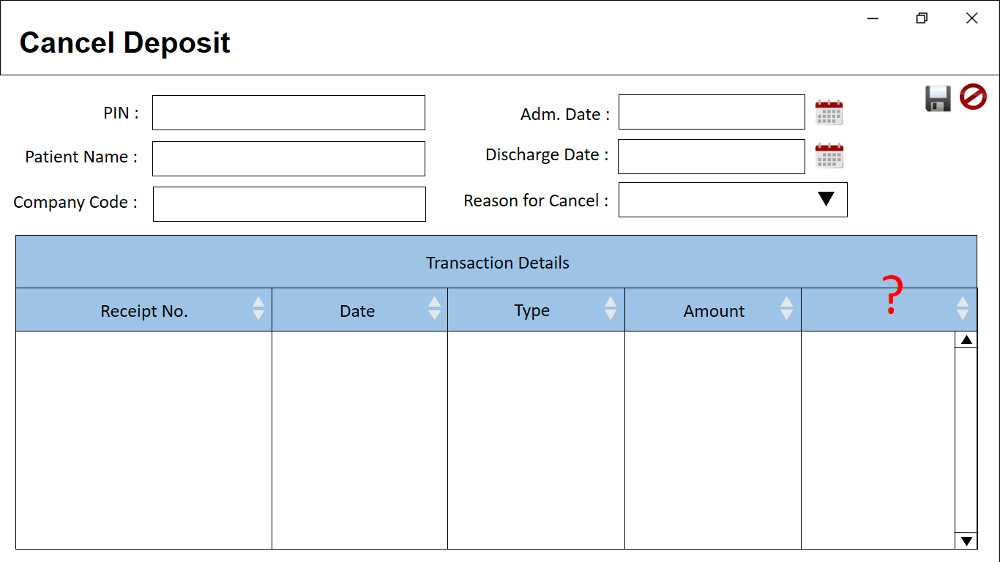 Cancel Deposit
PIN :
Adm. Date :
Patient Name :
Discharge Date :
Company Code :
Reason for Cancel :
Transaction Details
Receipt No.
Date
Type
Amount
?